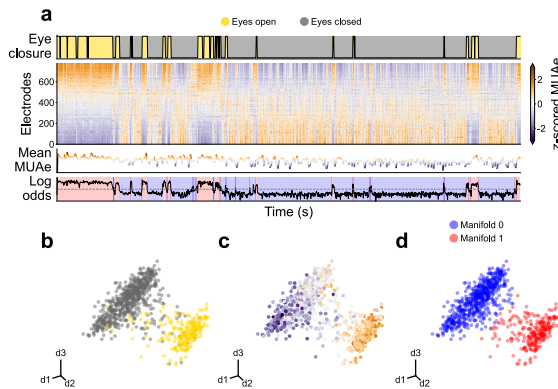 Eyes open
Eyes closed
a
Eye
closure
Electrodes
600
400
200
0
2
0
-2
z-scored MUAe
Mean
MUAe
Log
odds
Time (s)
Manifold 0
Manifold 1
b
c
d
d3
d1
d2
d3
d1
d2
d3
d1
d2